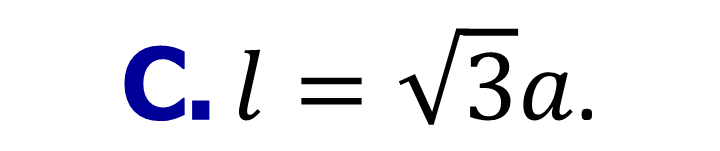 C. l = √3a.